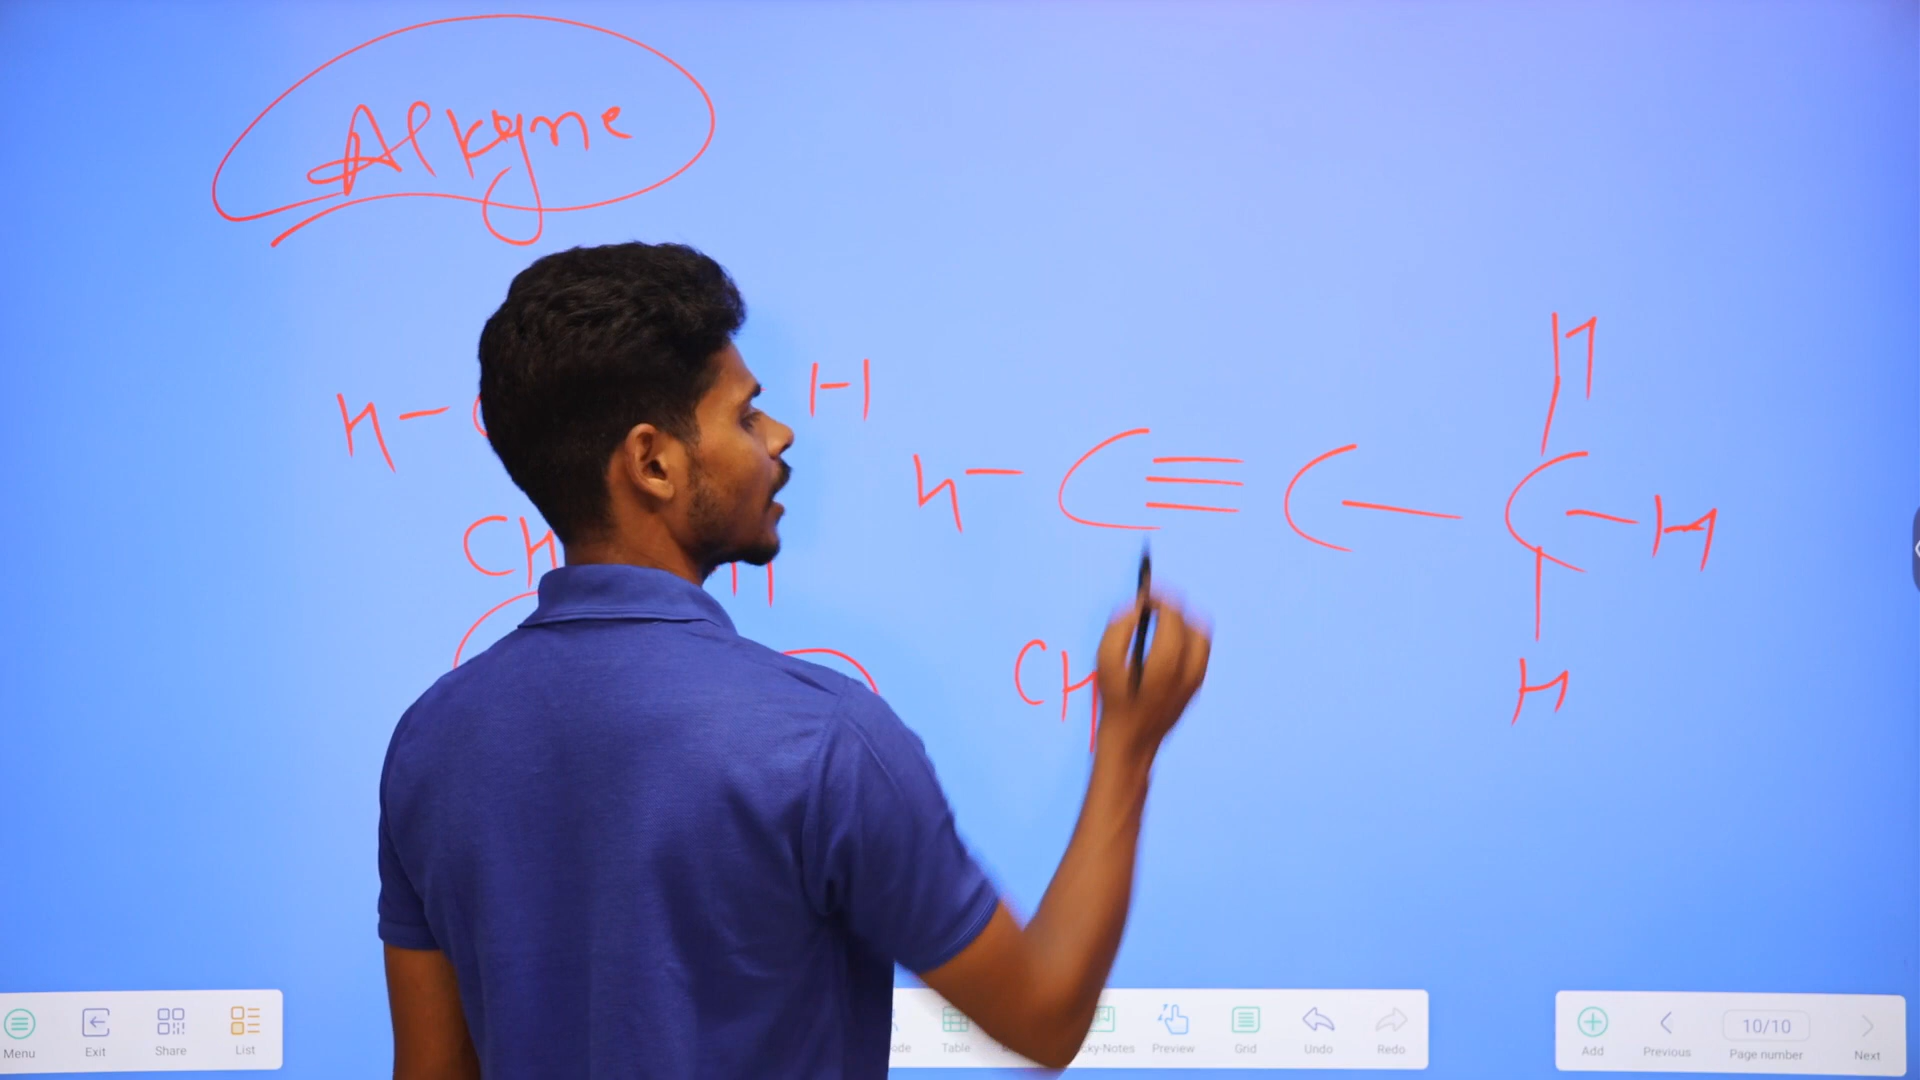 Alkyne
H
H - C H
H - C ≡ C - C - H
CH H
CH
H
Menu Exit Share List Table Preview Grid Undo Redo Add Previous 10/10 Page number Next